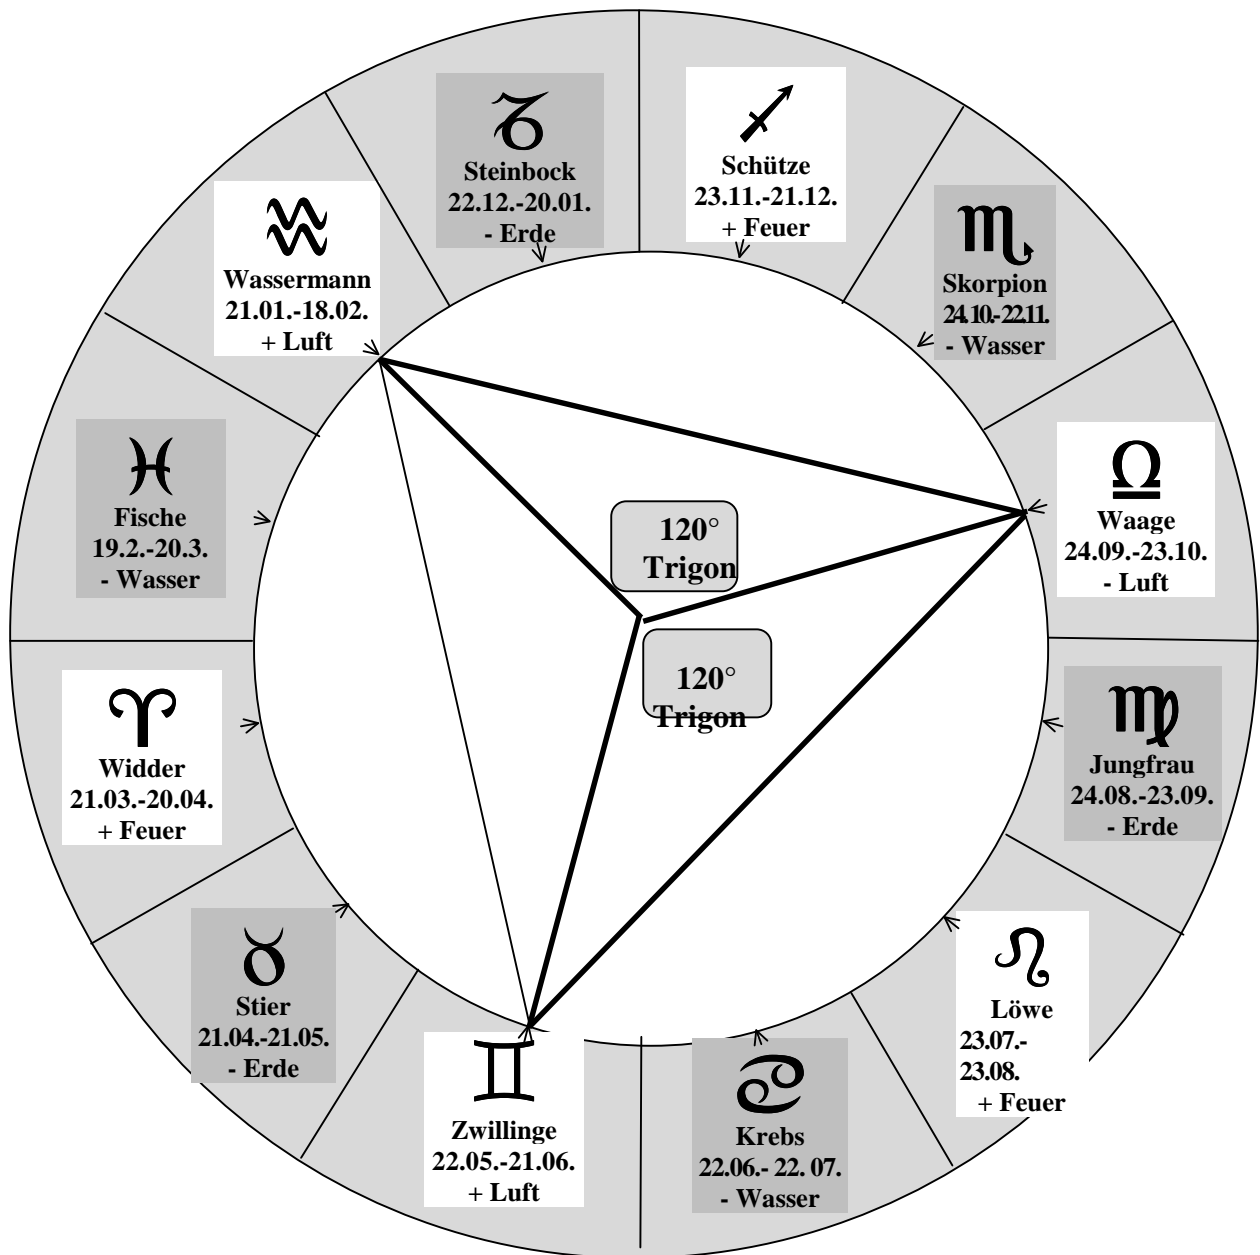 Steinbock
22.12.-20.01.
- Erde
Schütze
23.11.-21.12.
+ Feuer
Wassermann
21.01.-18.02.
+ Luft
Skorpion
24.10.-22.11.
- Wasser
Fische
19.2.-20.3.
- Wasser
Waage
24.09.-23.10.
- Luft
120°
Trigon
120°
Trigon
Widder
21.03.-20.04.
+ Feuer
Jungfrau
24.08.-23.09.
- Erde
Stier
21.04.-21.05.
- Erde
Löwe
23.07.-
23.08.
+ Feuer
Zwillinge
22.05.-21.06.
+ Luft
Krebs
22.06.- 22. 07.
- Wasser